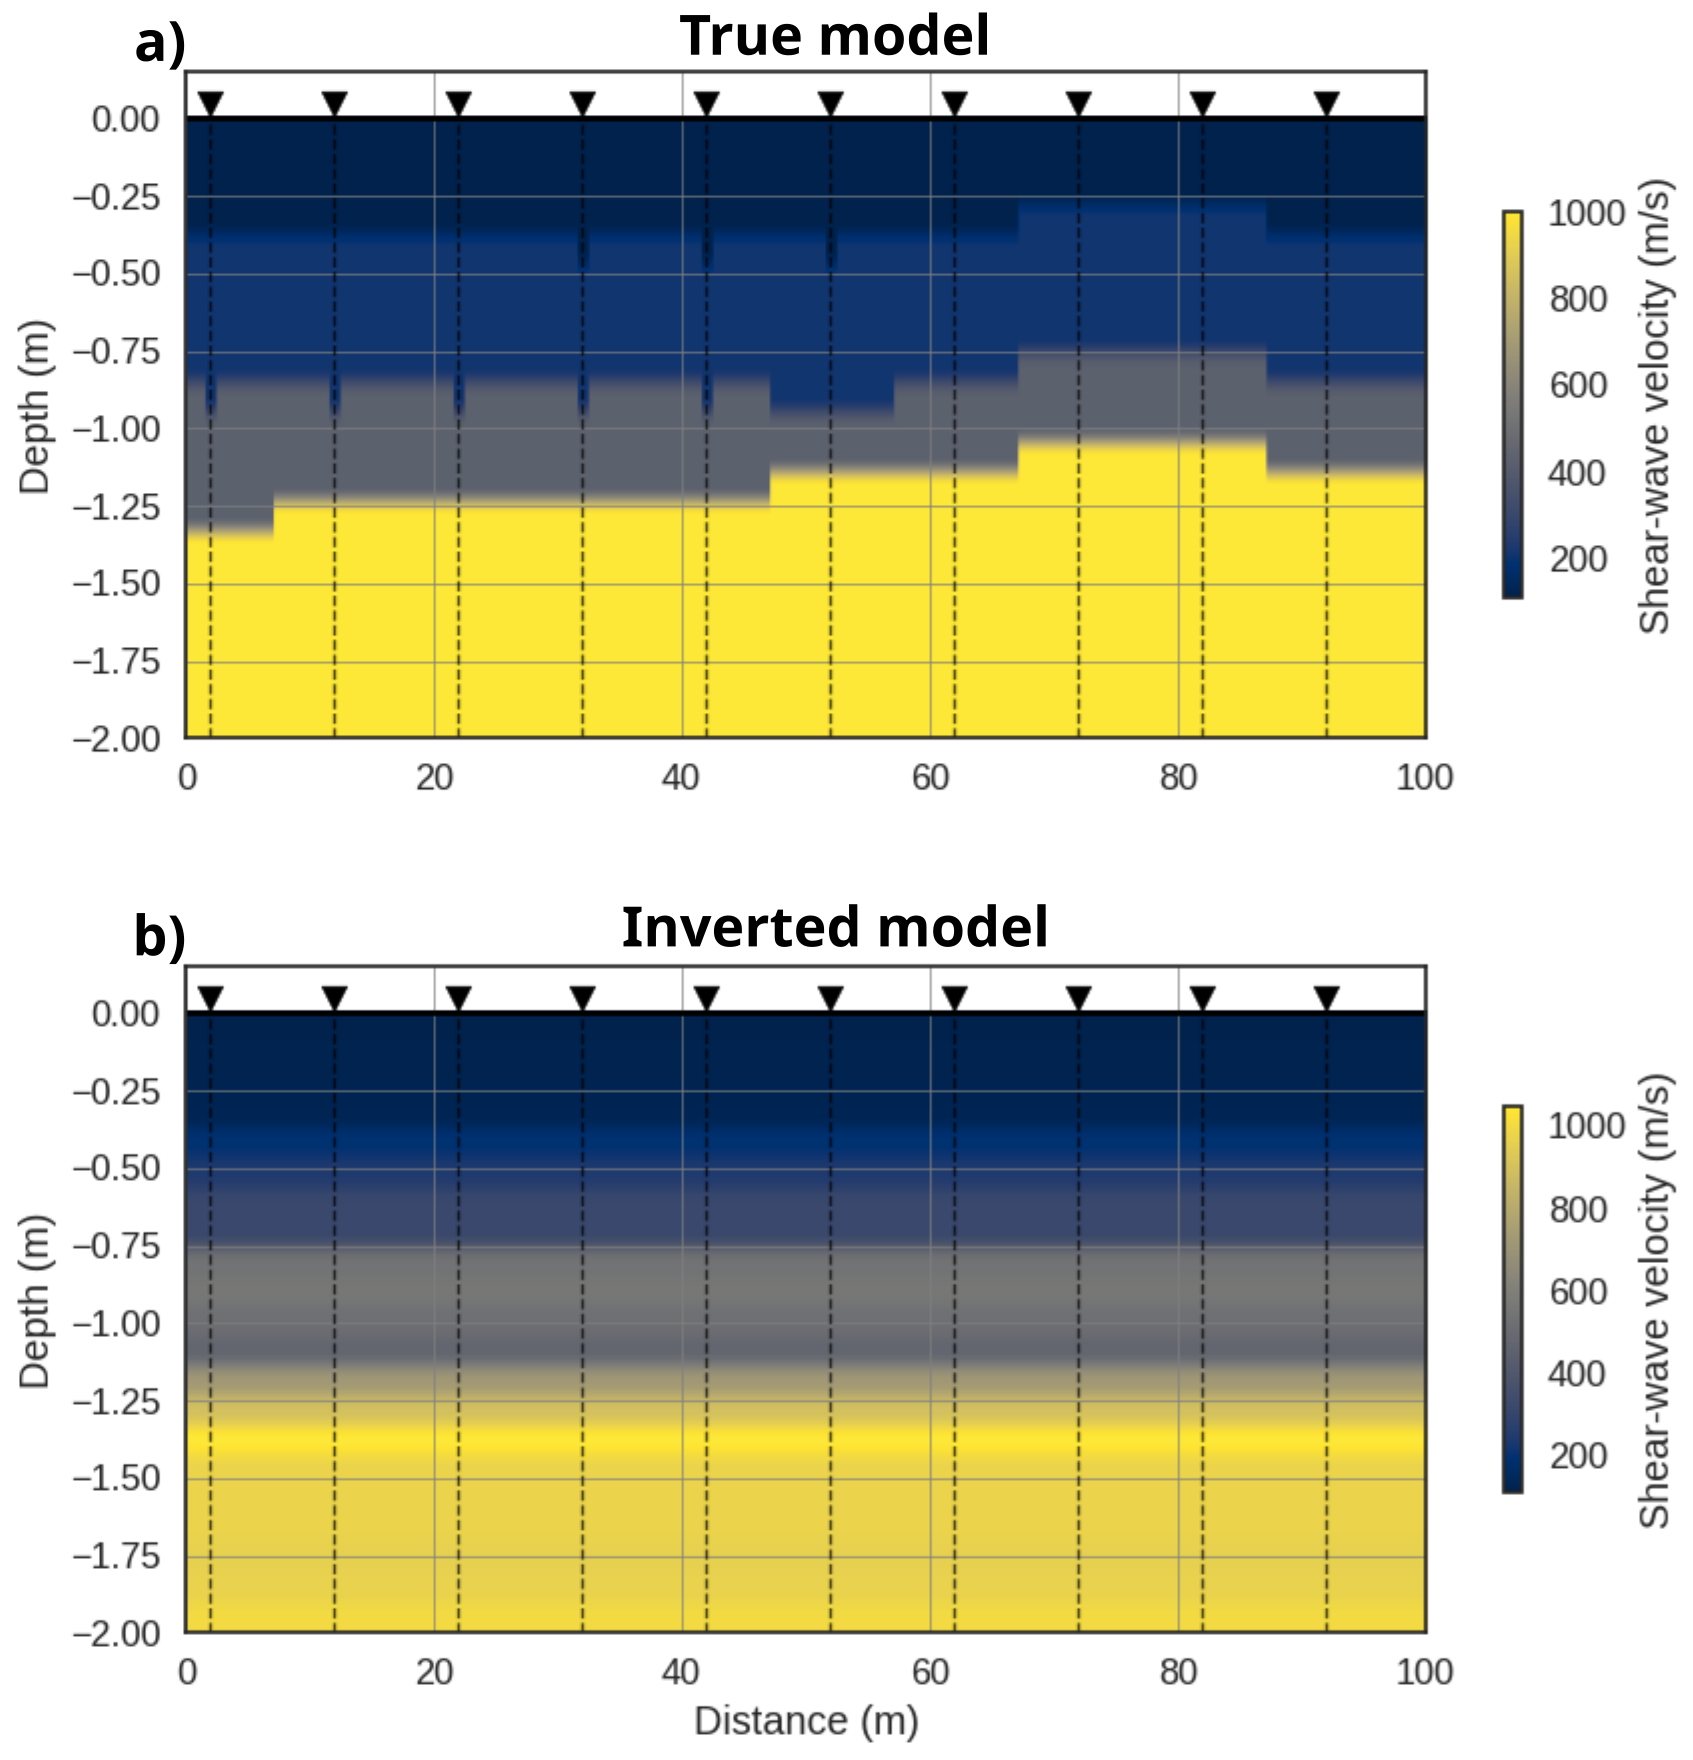 a)
True model
0.00
−0.25
−0.50
−0.75
−1.00
−1.25
−1.50
−1.75
−2.00
Depth (m)
0 20 40 60 80 100
1000
800
600
400
200
Shear-wave velocity (m/s)
b)
Inverted model
0.00
−0.25
−0.50
−0.75
−1.00
−1.25
−1.50
−1.75
−2.00
Depth (m)
0 20 40 60 80 100
Distance (m)
1000
800
600
400
200
Shear-wave velocity (m/s)